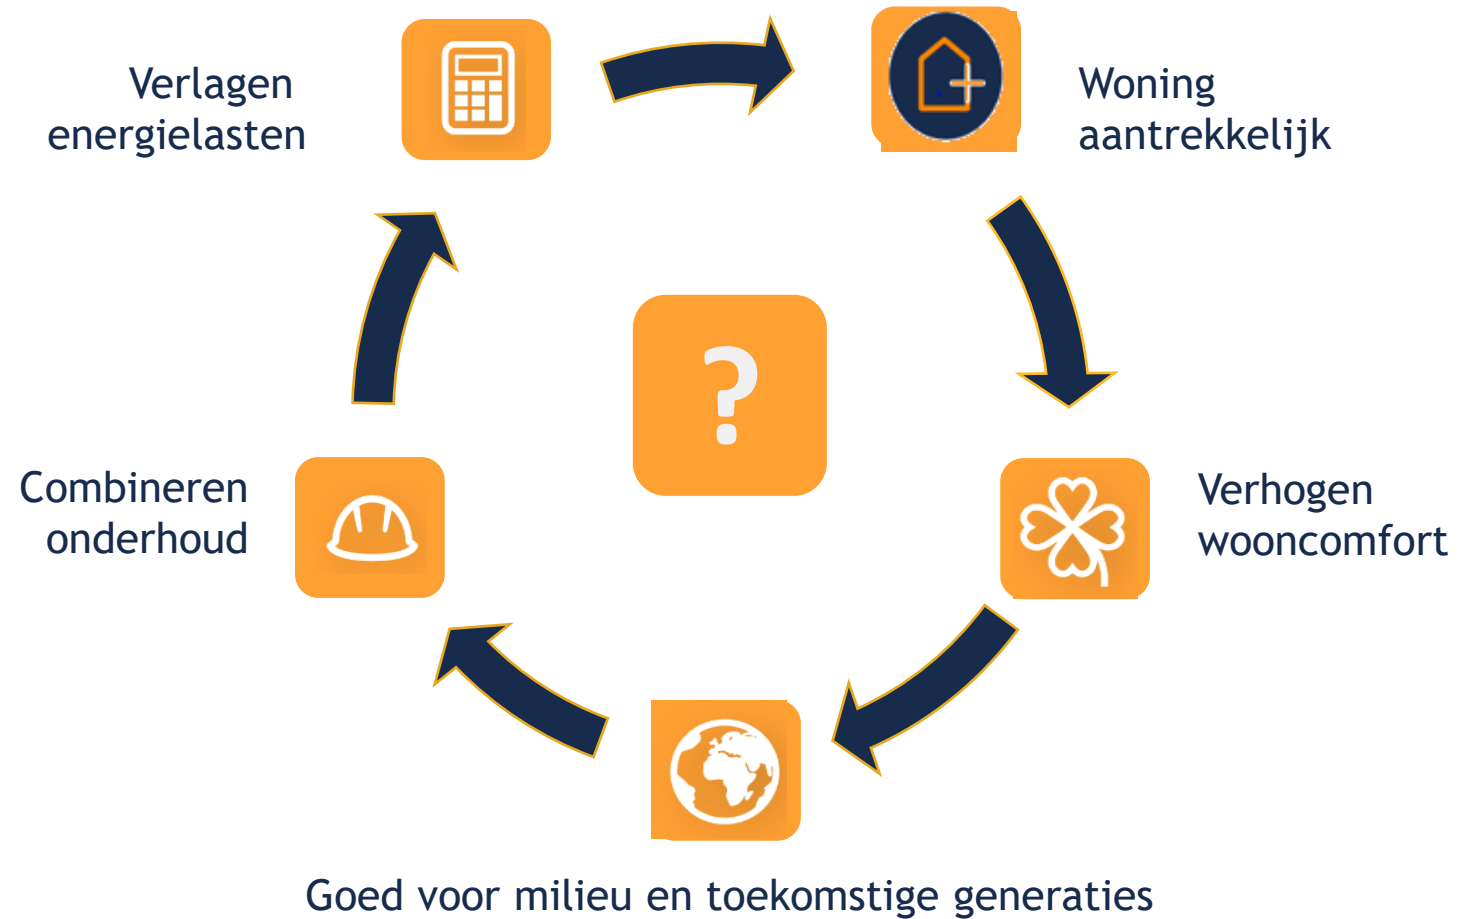 Verlagen
energielasten
Woning
aantrekkelijk
?
Combineren
onderhoud
Verhogen
wooncomfort
Goed voor milieu en toekomstige generaties